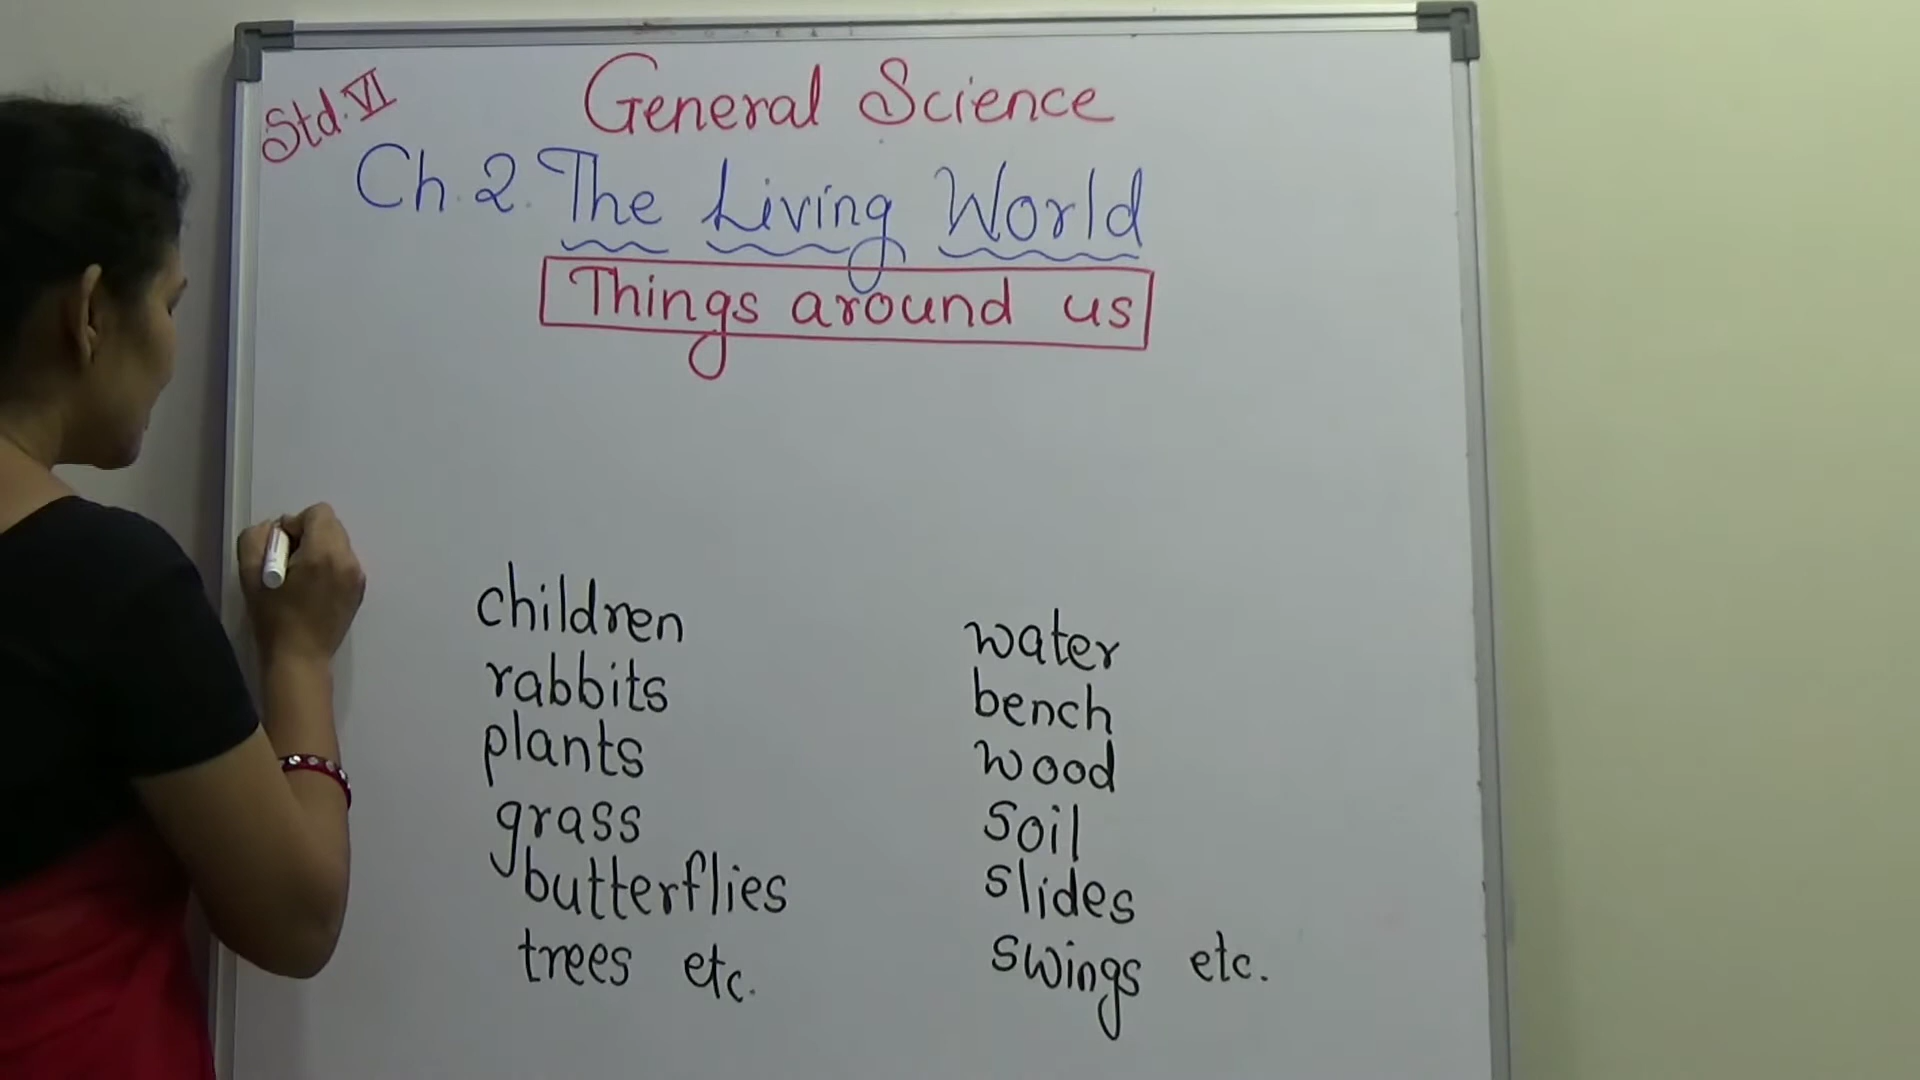 Std. VI
General Science
Ch. 2. The Living World
Things around us
children
rabbits
plants
grass
butterflies
trees etc.
water
bench
wood
soil
slides
swings etc.